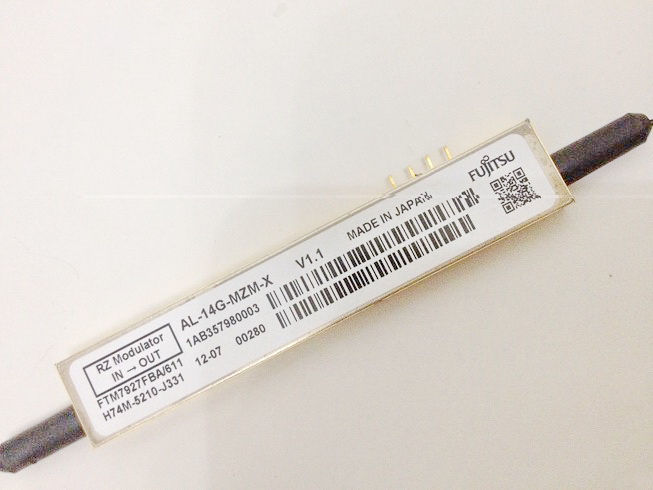 FUJITSU
MADE IN JAPAN
AL-14G-MZM-X V1.1
1AB357980003
12-07 00280
RZ Modulator
IN → OUT
FTM7927FBA/611
H74M-5210-J331